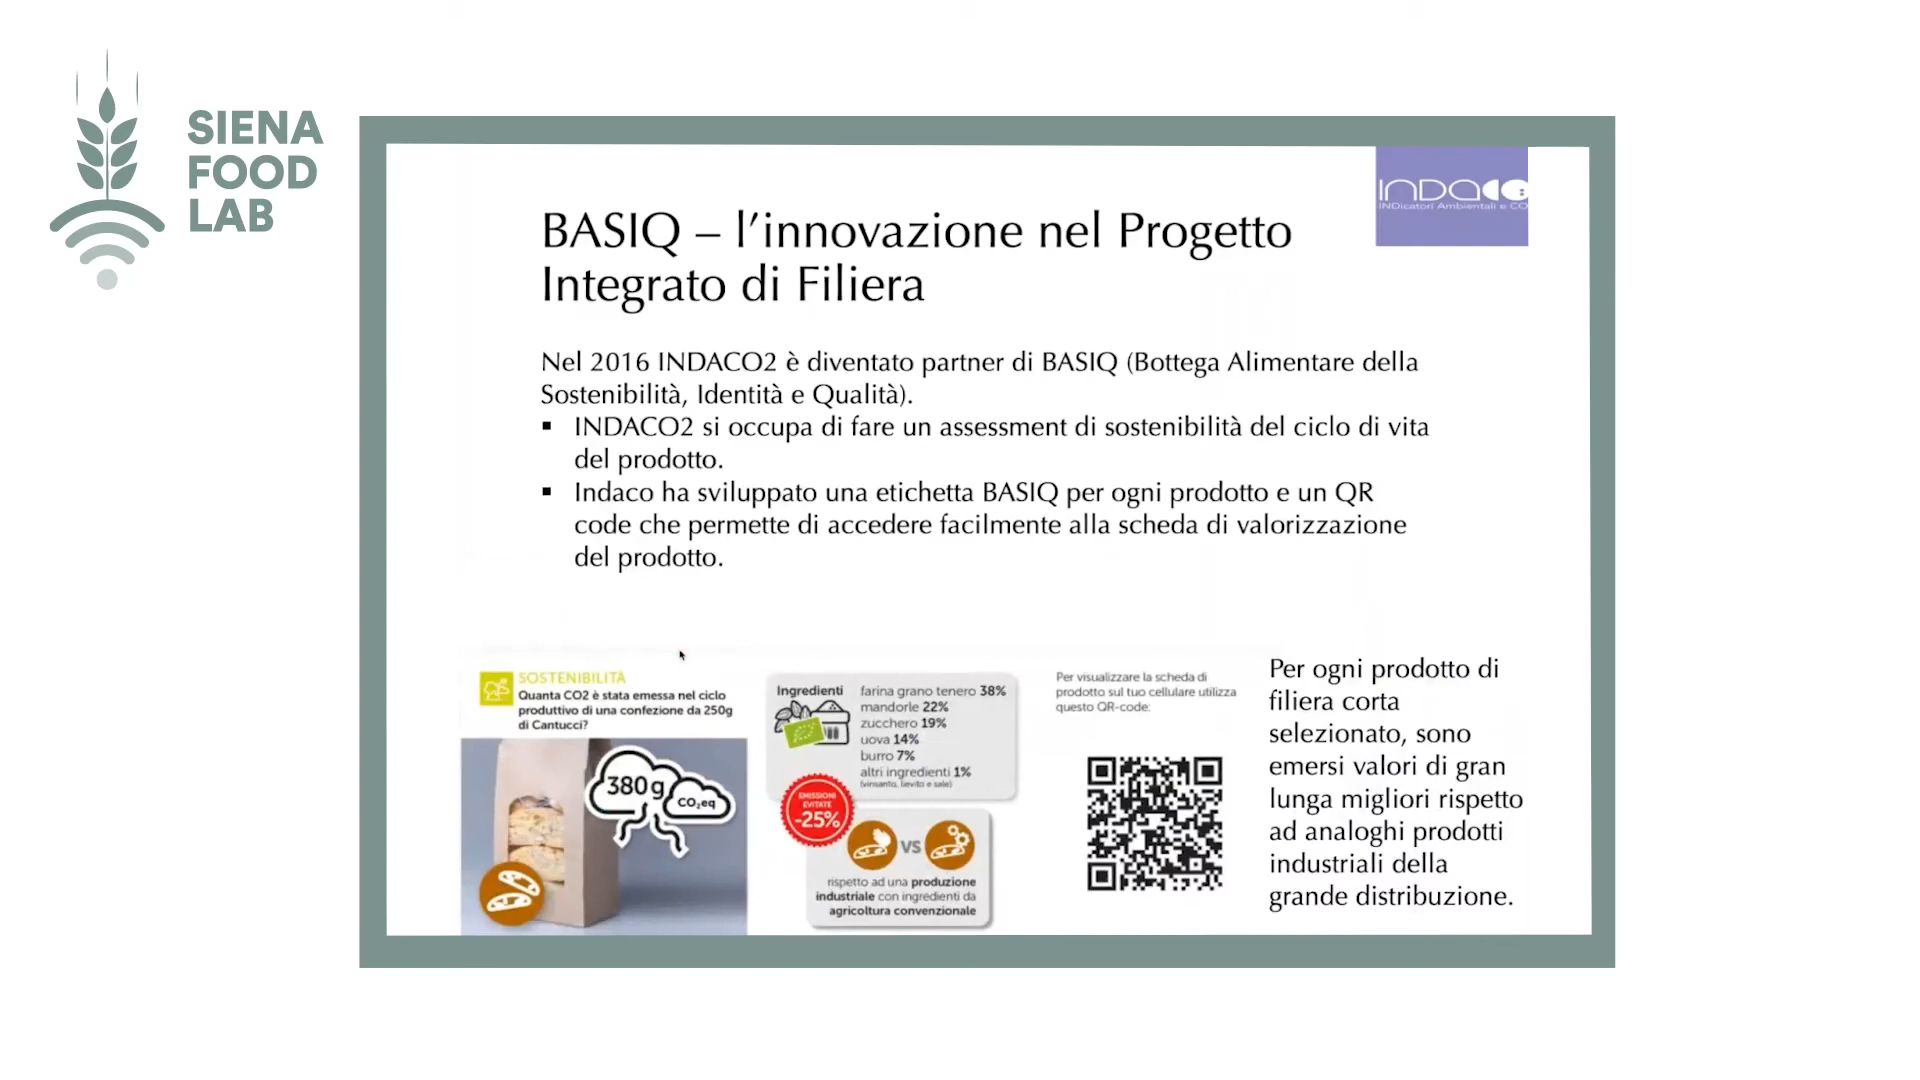 SIENA
FOOD
LAB
INDACO
INDicatori Ambientali e CO
BASIQ – l’innovazione nel Progetto
Integrato di Filiera
Nel 2016 INDACO2 è diventato partner di BASIQ (Bottega Alimentare della
Sostenibilità, Identità e Qualità).
▪ INDACO2 si occupa di fare un assessment di sostenibilità del ciclo di vita
del prodotto.
▪ Indaco ha sviluppato una etichetta BASIQ per ogni prodotto e un QR
code che permette di accedere facilmente alla scheda di valorizzazione
del prodotto.
SOSTENIBILITÀ
Quanta CO2 è stata emessa nel ciclo
produttivo di una confezione da 250g
di Cantucci?
380g
CO₂eq
Ingredienti
farina grano tenero 38%
mandorle 22%
zucchero 19%
uova 14%
burro 7%
altri ingredienti 1%
(vinsanto, lievito e sale)
EMISSIONI
EVITATE
-25%
VS
rispetto ad una produzione
industriale con ingredienti da
agricoltura convenzionale
Per visualizzare la scheda di
prodotto sul tuo cellulare utilizza
questo QR-code:
Per ogni prodotto di
filiera corta
selezionato, sono
emersi valori di gran
lunga migliori rispetto
ad analoghi prodotti
industriali della
grande distribuzione.